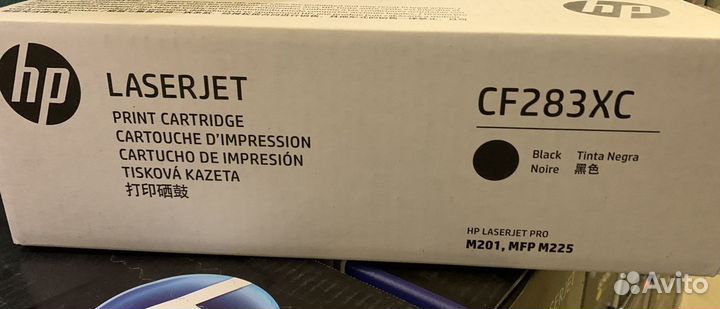 hp
LASERJET
PRINT CARTRIDGE
CARTOUCHE D'IMPRESSION
CARTUCHO DE IMPRESIÓN
TISKOVÁ KAZETA
打印硒鼓
CF283XC
Black Tinta Negra
Noire 黑色
HP LASERJET PRO
M201, MFP M225
Avito